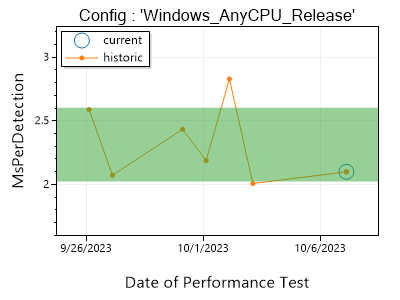 Config : 'Windows_AnyCPU_Release'
current
historic
3
2.5
2
MsPerDetection
9/26/2023
10/1/2023
10/6/2023
Date of Performance Test